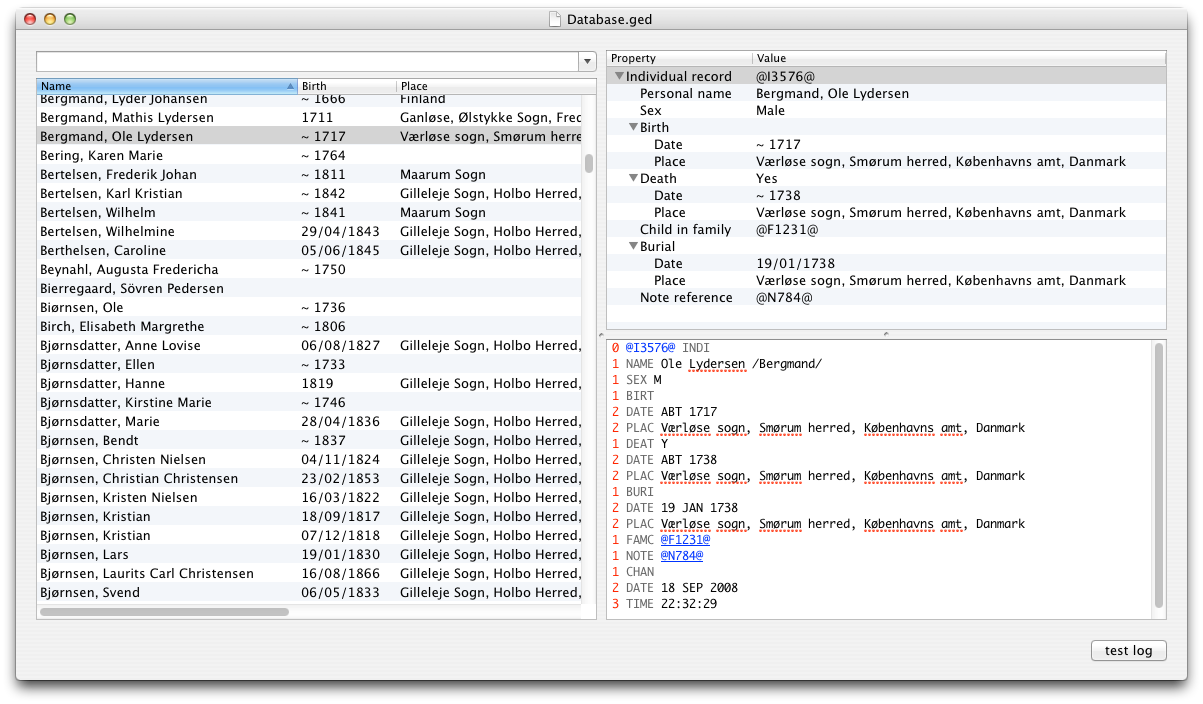 Database.ged
Name Birth Place
Bergmand, Lyder Johansen ~ 1666 Finland
Bergmand, Mathis Lydersen 1711 Ganløse, Ølstykke Sogn, Fred
Bergmand, Ole Lydersen ~ 1717 Værløse sogn, Smørum herre
Bering, Karen Marie ~ 1764
Bertelsen, Frederik Johan ~ 1811 Maarum Sogn
Bertelsen, Karl Kristian ~ 1842 Gilleleje Sogn, Holbo Herred,
Bertelsen, Wilhelm ~ 1841 Maarum Sogn
Bertelsen, Wilhelmine 29/04/1843 Gilleleje Sogn, Holbo Herred,
Berthelsen, Caroline 05/06/1845 Gilleleje Sogn, Holbo Herred,
Beynahl, Augusta Fredericha ~ 1750
Bierregaard, Sövren Pedersen
Biørnsen, Ole ~ 1736
Birch, Elisabeth Margrethe ~ 1806
Bjørnsdatter, Anne Lovise 06/08/1827 Gilleleje Sogn, Holbo Herred,
Bjørnsdatter, Ellen ~ 1733
Bjørnsdatter, Hanne 1819 Gilleleje Sogn, Holbo Herred,
Bjørnsdatter, Kirstine Marie ~ 1746
Bjørnsdatter, Marie 28/04/1836 Gilleleje Sogn, Holbo Herred,
Bjørnsen, Bendt ~ 1837 Gilleleje Sogn, Holbo Herred,
Bjørnsen, Christen Nielsen 04/11/1824 Gilleleje Sogn, Holbo Herred,
Bjørnsen, Christian Christensen 23/02/1853 Gilleleje Sogn, Holbo Herred,
Bjørnsen, Kristen Nielsen 16/03/1822 Gilleleje Sogn, Holbo Herred,
Bjørnsen, Kristian 18/09/1817 Gilleleje Sogn, Holbo Herred,
Bjørnsen, Kristian 07/12/1818 Gilleleje Sogn, Holbo Herred,
Bjørnsen, Lars 19/01/1830 Gilleleje Sogn, Holbo Herred,
Bjørnsen, Laurits Carl Christensen 16/08/1866 Gilleleje Sogn, Holbo Herred,
Bjørnsen, Svend 06/05/1833 Gilleleje Sogn, Holbo Herred,
Property Value
Individual record @I3576@
Personal name Bergmand, Ole Lydersen
Sex Male
Birth
Date ~ 1717
Place Værløse sogn, Smørum herred, Københavns amt, Danmark
Death Yes
Date ~ 1738
Place Værløse sogn, Smørum herred, Københavns amt, Danmark
Child in family @F1231@
Burial
Date 19/01/1738
Place Værløse sogn, Smørum herred, Københavns amt, Danmark
Note reference @N784@
0 @I3576@ INDI
1 NAME Ole Lydersen /Bergmand/
1 SEX M
1 BIRT
2 DATE ABT 1717
2 PLAC Værløse sogn, Smørum herred, Københavns amt, Danmark
1 DEAT Y
2 DATE ABT 1738
2 PLAC Værløse sogn, Smørum herred, Københavns amt, Danmark
1 BURI
2 DATE 19 JAN 1738
2 PLAC Værløse sogn, Smørum herred, Københavns amt, Danmark
1 FAMC @F1231@
1 NOTE @N784@
1 CHAN
2 DATE 18 SEP 2008
3 TIME 22:32:29
test log